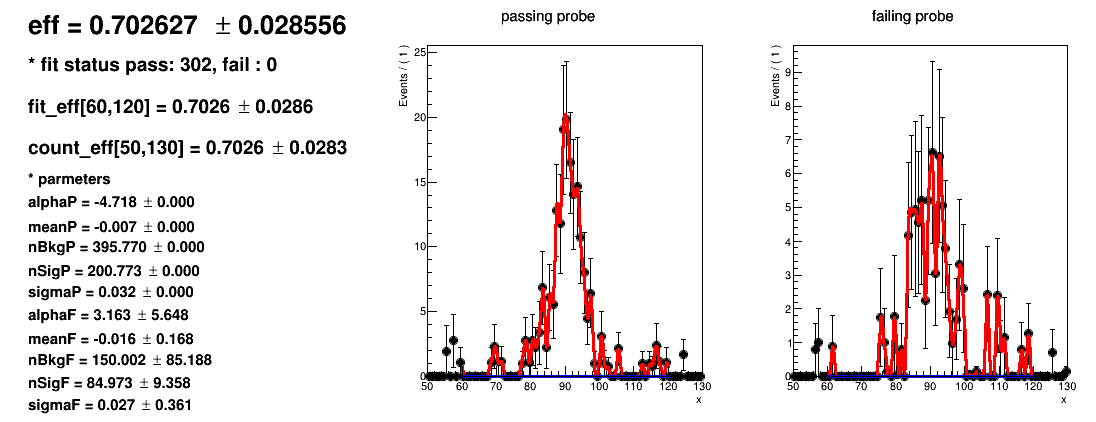 eff = 0.702627 ± 0.028556
* fit status pass: 302, fail : 0
fit_eff[60,120] = 0.7026 ± 0.0286
count_eff[50,130] = 0.7026 ± 0.0283
* parmeters
alphaP = -4.718 ± 0.000
meanP = -0.007 ± 0.000
nBkgP = 395.770 ± 0.000
nSigP = 200.773 ± 0.000
sigmaP = 0.032 ± 0.000
alphaF = 3.163 ± 5.648
meanF = -0.016 ± 0.168
nBkgF = 150.002 ± 85.188
nSigF = 84.973 ± 9.358
sigmaF = 0.027 ± 0.361
passing probe
Events / ( 1 )
25
20
15
10
5
0
50 60 70 80 90 100 110 120 130
x
failing probe
Events / ( 1 )
9
8
7
6
5
4
3
2
1
0
50 60 70 80 90 100 110 120 130
x